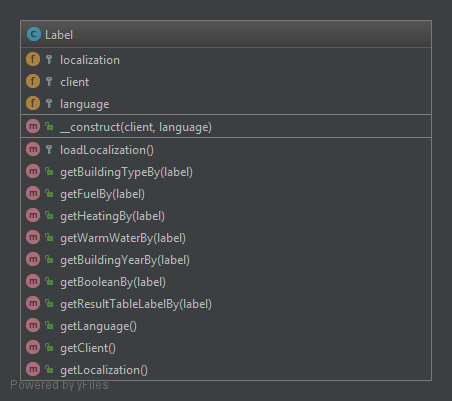 C Label
f localization
f client
f language
m __construct(client, language)
m loadLocalization()
m getBuildingTypeBy(label)
m getFuelBy(label)
m getHeatingBy(label)
m getWarmWaterBy(label)
m getBuildingYearBy(label)
m getBooleanBy(label)
m getResultTableLabelBy(label)
m getLanguage()
m getClient()
m getLocalization()
Powered by yFiles